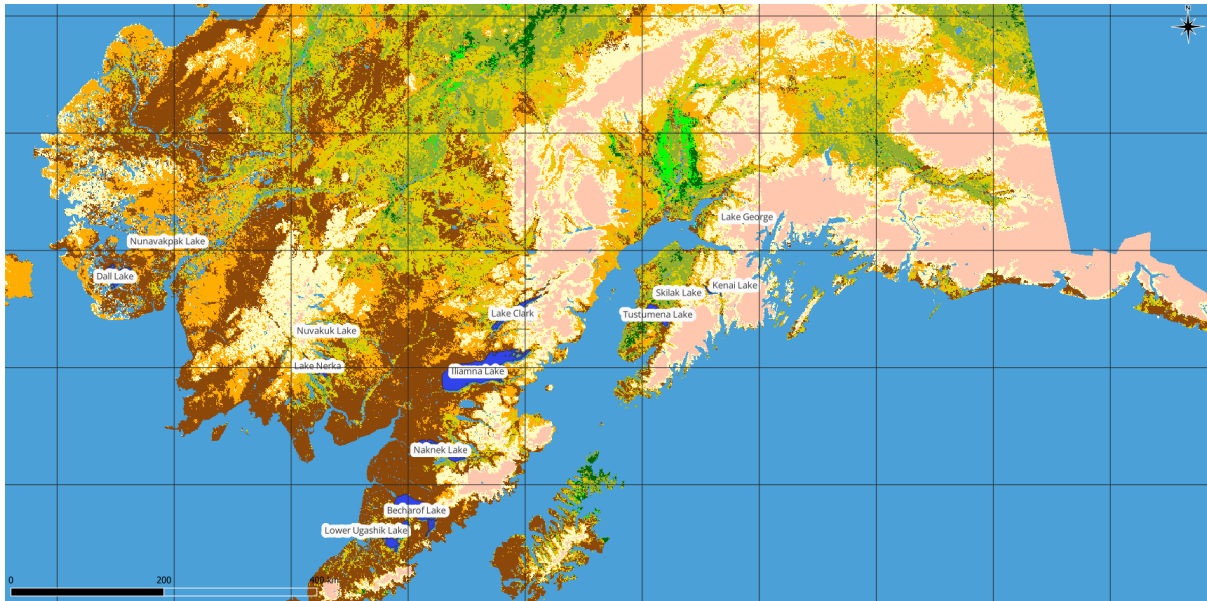 N
Lake George
Nunavakpak Lake
Dall Lake
Kenai Lake
Skilak Lake
Lake Clark
Tustumena Lake
Nuvakuk Lake
Lake Nerka
Iliamna Lake
Naknek Lake
Becharof Lake
Lower Ugashik Lake
0 200 400 km